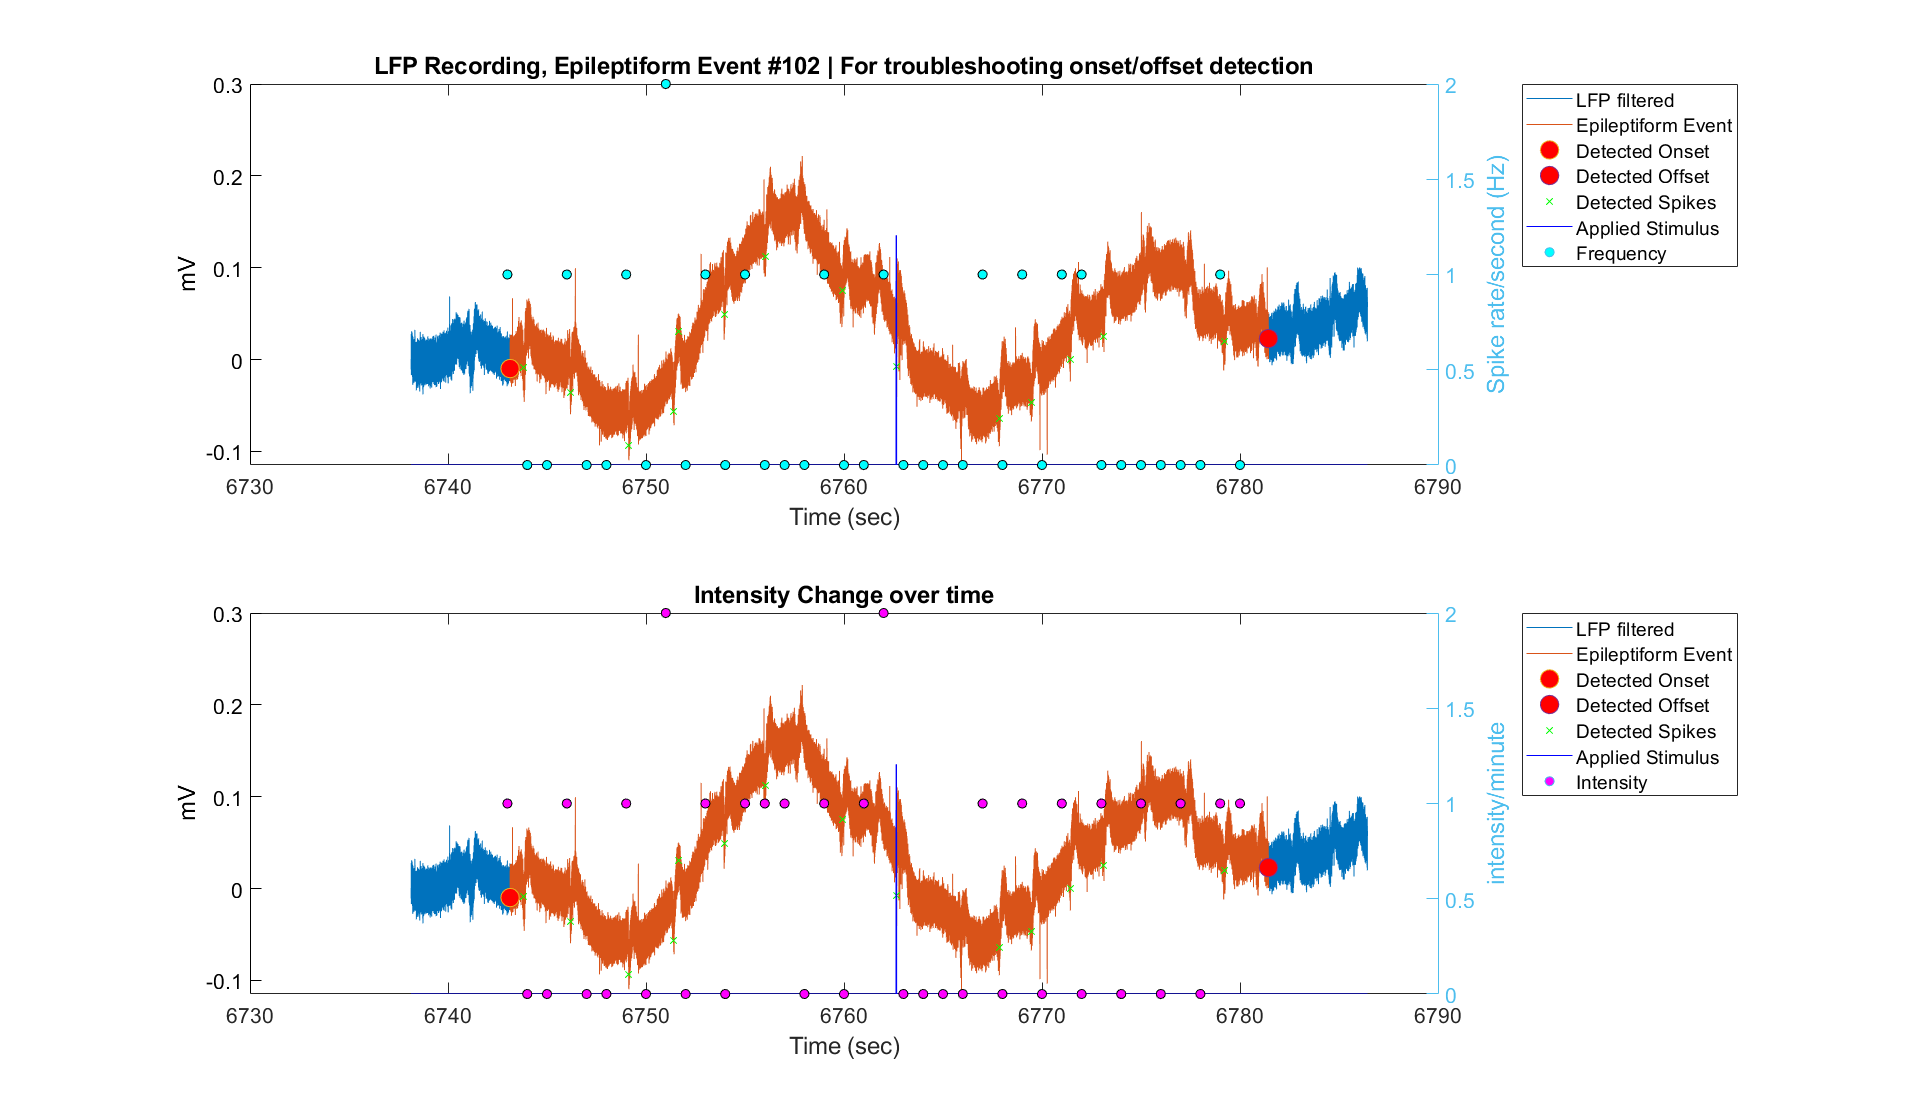 LFP Recording, Epileptiform Event #102 | For troubleshooting onset/offset detection
0.3
0.2
0.1
0
-0.1
mV
2
1.5
1
0.5
0
Spike rate/second (Hz)
6730 6740 6750 6760 6770 6780 6790
Time (sec)
LFP filtered
Epileptiform Event
Detected Onset
Detected Offset
Detected Spikes
Applied Stimulus
Frequency
Intensity Change over time
0.3
0.2
0.1
0
-0.1
mV
2
1.5
1
0.5
0
intensity/minute
6730 6740 6750 6760 6770 6780 6790
Time (sec)
LFP filtered
Epileptiform Event
Detected Onset
Detected Offset
Detected Spikes
Applied Stimulus
Intensity